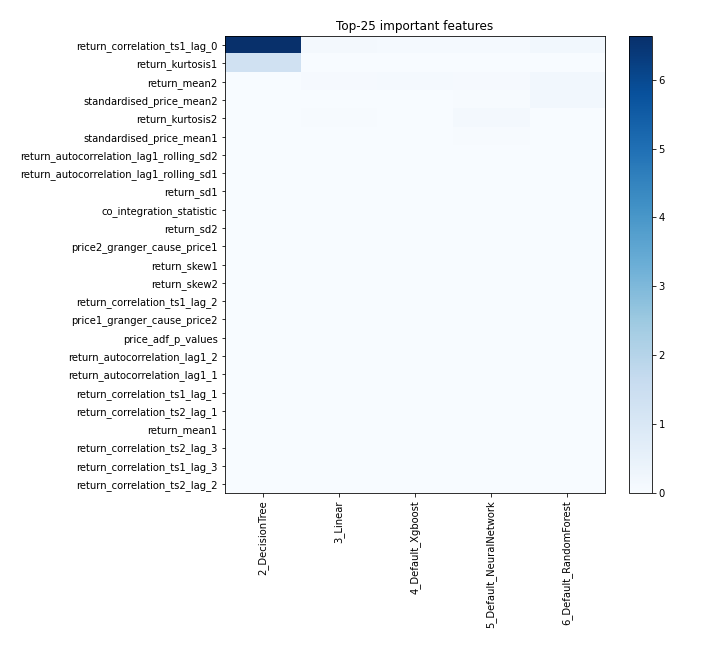 Top-25 important features
return_correlation_ts1_lag_0
return_kurtosis1
return_mean2
standardised_price_mean2
return_kurtosis2
standardised_price_mean1
return_autocorrelation_lag1_rolling_sd2
return_autocorrelation_lag1_rolling_sd1
return_sd1
co_integration_statistic
return_sd2
price2_granger_cause_price1
return_skew1
return_skew2
return_correlation_ts1_lag_2
price1_granger_cause_price2
price_adf_p_values
return_autocorrelation_lag1_2
return_autocorrelation_lag1_1
return_correlation_ts1_lag_1
return_correlation_ts2_lag_1
return_mean1
return_correlation_ts2_lag_3
return_correlation_ts1_lag_3
return_correlation_ts2_lag_2
2_DecisionTree
3_Linear
4_Default_Xgboost
5_Default_NeuralNetwork
6_Default_RandomForest
6
5
4
3
2
1
0